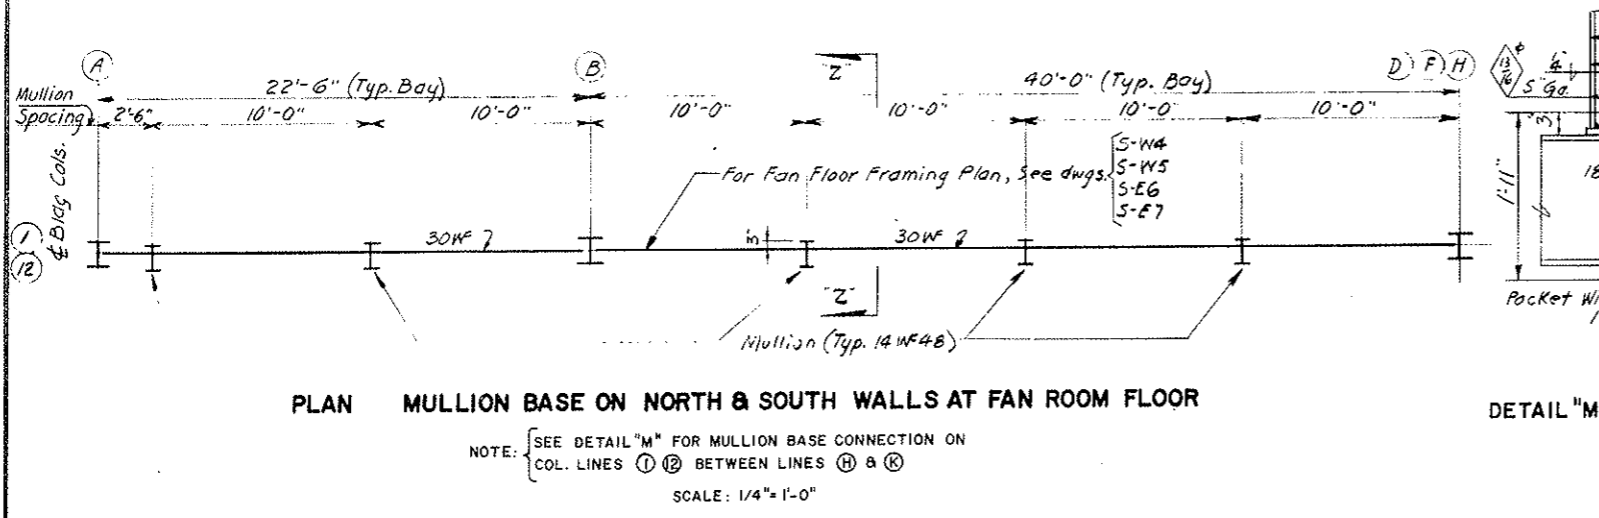 A B "Z" D F H
22'-6" (Typ. Bay) 40'-0" (Typ. Bay)
Mullion
Spacing 2'-6" 10'-0" 10'-0" 10'-0" 10'-0" 10'-0" 10'-0"
℄ Bldg Cols.
For Fan Floor Framing Plan, See dwgs.
S-W4
S-W5
S-E6
S-E7
1
12
30WF 3" 30WF
"Z"
Mullion (Typ. 14WF48)
13
16
5" Ga.
3"
1'-11"
18
Pocket
PLAN MULLION BASE ON NORTH & SOUTH WALLS AT FAN ROOM FLOOR
DETAIL "M
NOTE: SEE DETAIL "M" FOR MULLION BASE CONNECTION ON
COL. LINES 1 12 BETWEEN LINES H & K
SCALE: 1/4"=1'-0"